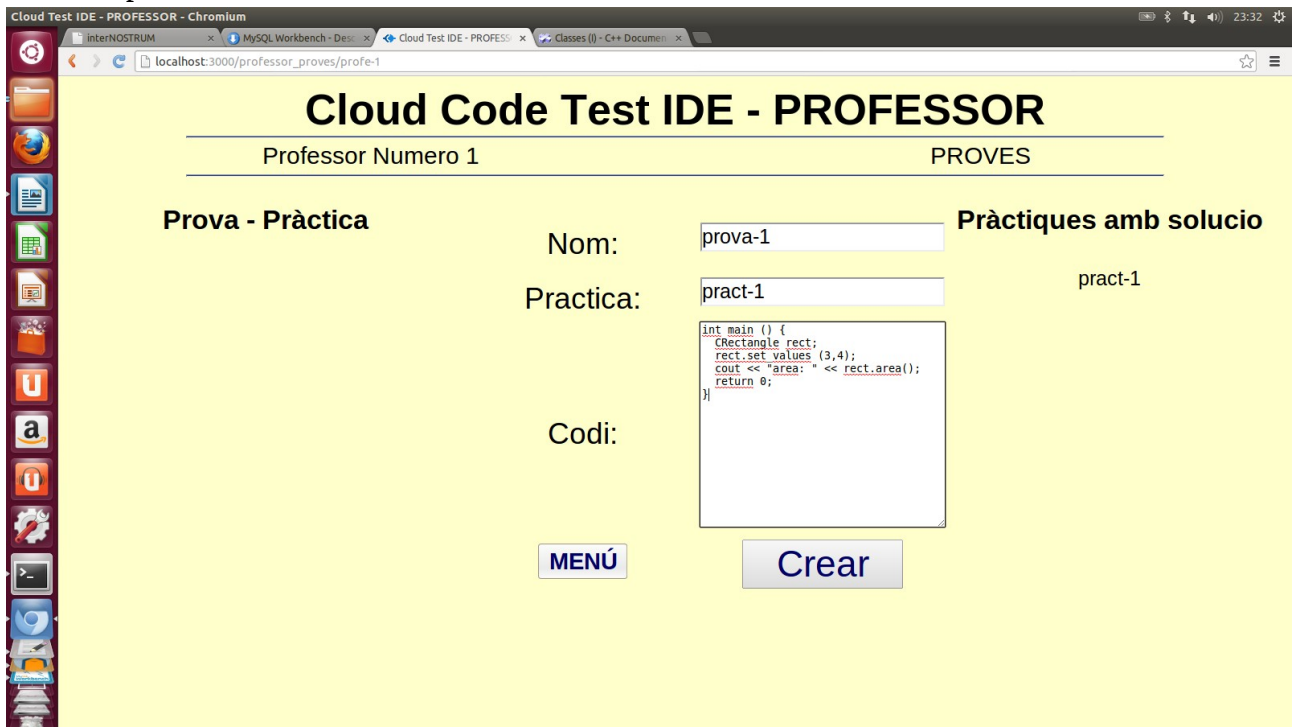 Cloud Test IDE - PROFESSOR - Chromium
23:32
interNOSTRUM
MySQL Workbench - Desc
Cloud Test IDE - PROFESS
Classes (I) - C++ Documen
localhost:3000/professor_proves/profe-1
Cloud Code Test IDE - PROFESSOR
Professor Numero 1
PROVES
Prova - Pràctica
Nom:
prova-1
Pràctiques amb solucio
Practica:
pract-1
pract-1
int main () {
CRectangle rect;
rect.set_values (3,4);
cout << "area: " << rect.area();
return 0;
}
Codi:
MENÚ
Crear